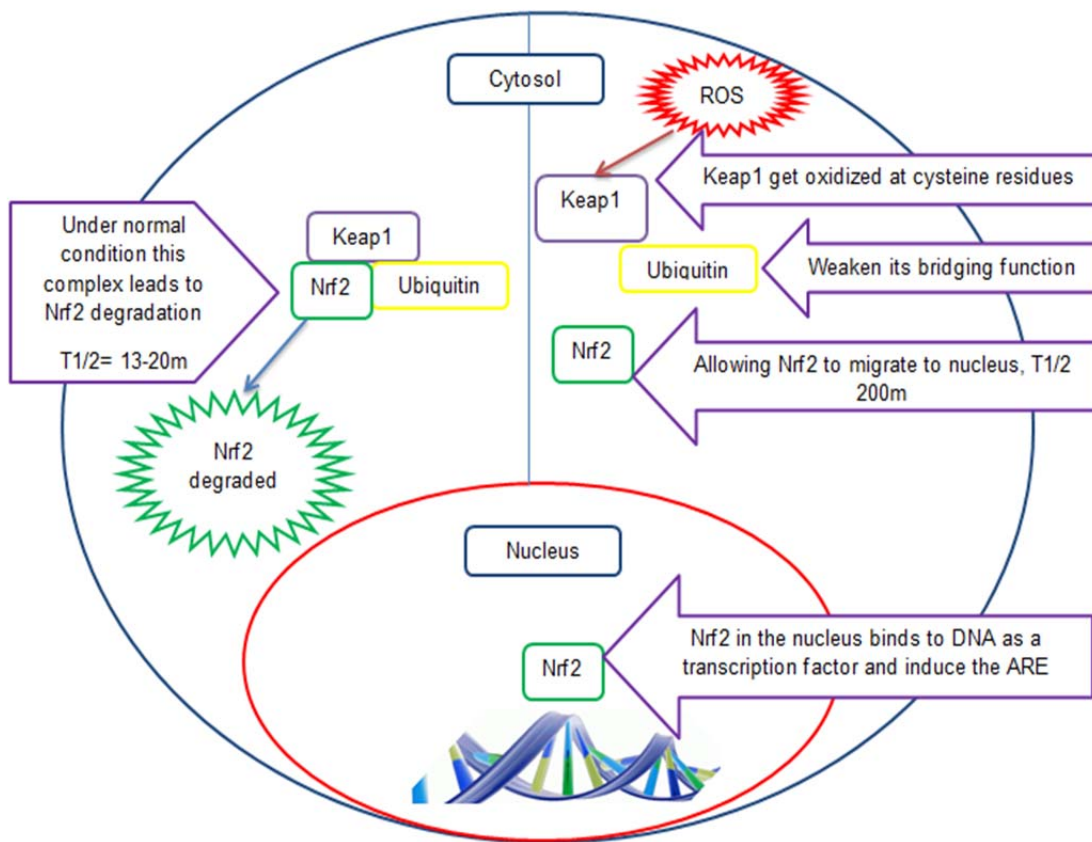 Cytosol
Under normal
condition this
complex leads to
Nrf2 degradation
T1/2= 13-20m
Keap1
Nrf2
Ubiquitin
Nrf2
degraded
ROS
Keap1
Keap1 get oxidized at cysteine residues
Ubiquitin
Weaken its bridging function
Nrf2
Allowing Nrf2 to migrate to nucleus, T1/2
200m
Nucleus
Nrf2
Nrf2 in the nucleus binds to DNA as a
transcription factor and induce the ARE